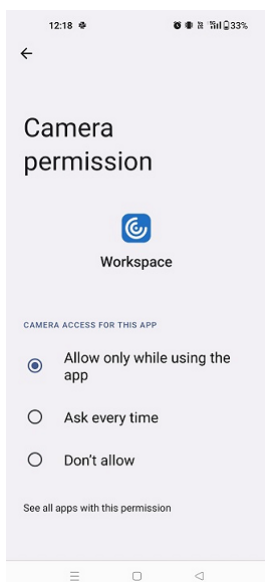 12:18 33%
Camera
permission
Workspace
CAMERA ACCESS FOR THIS APP
Allow only while using the
app
Ask every time
Don't allow
See all apps with this permission